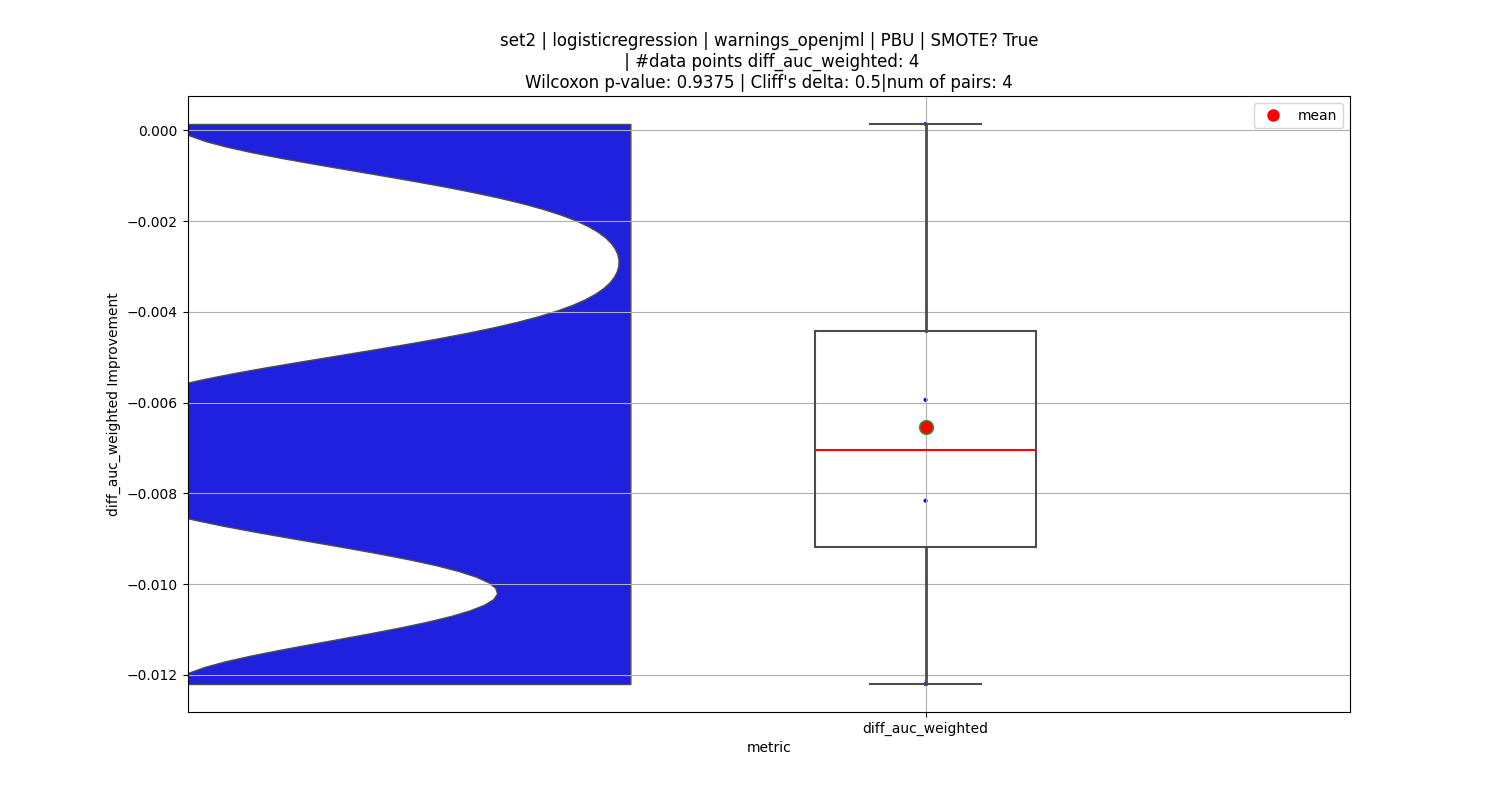 set2 | logisticregression | warnings_openjml | PBU | SMOTE? True
| #data points diff_auc_weighted: 4
Wilcoxon p-value: 0.9375 | Cliff's delta: 0.5|num of pairs: 4
mean
0.000
−0.002
−0.004
−0.006
−0.008
−0.010
−0.012
diff_auc_weighted Improvement
diff_auc_weighted
metric